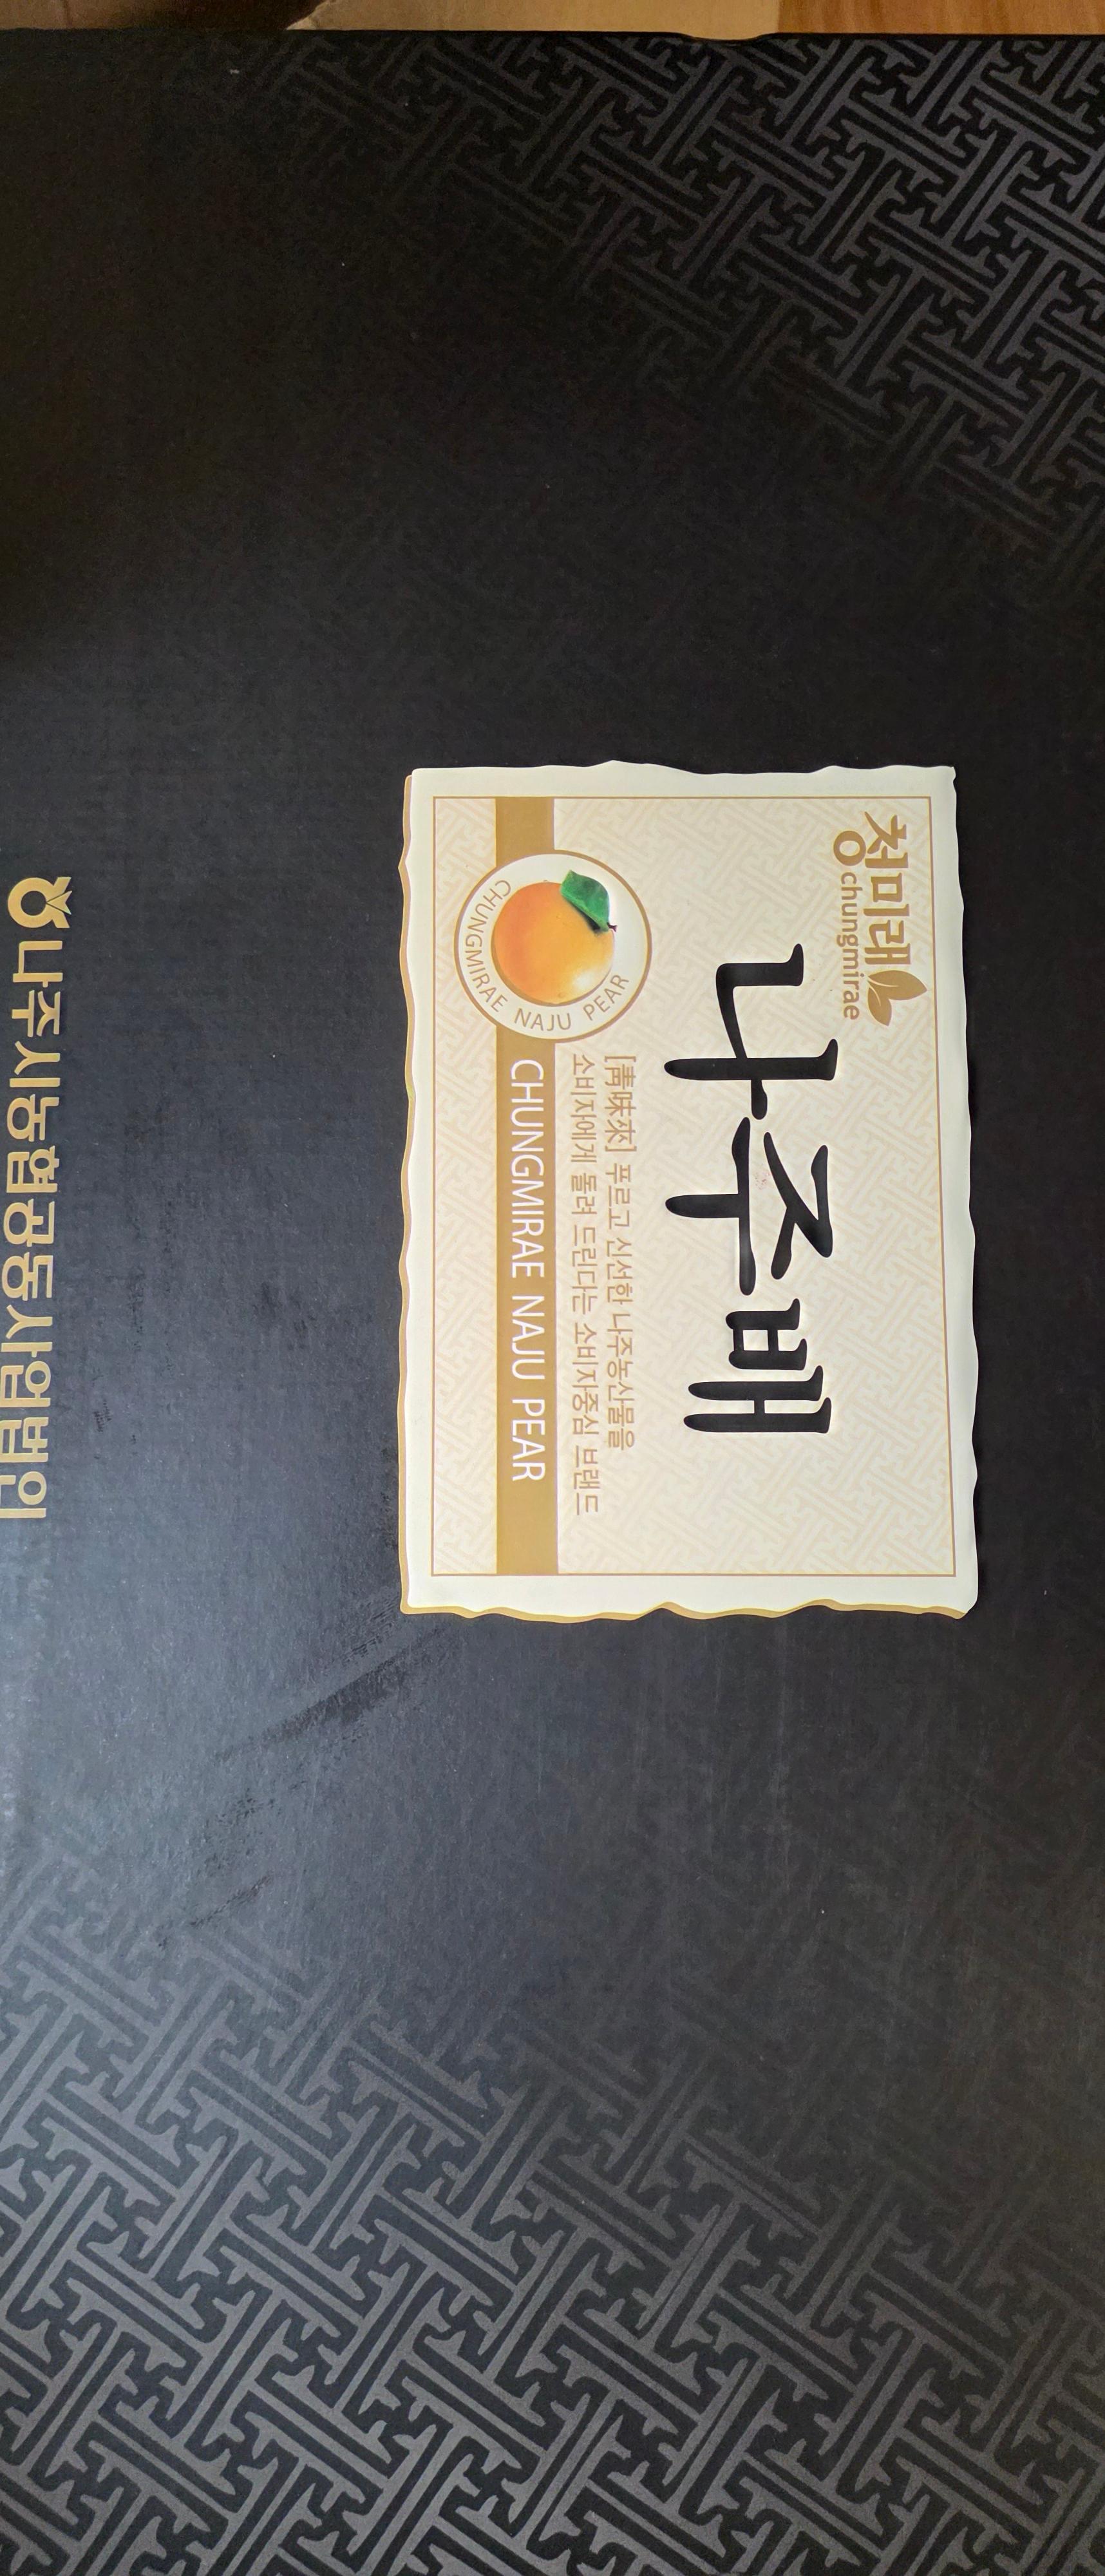 청미래
chungmirae
나주배
[靑味來] 푸르고 신선한 나주농산물을
소비자에게 돌려 드린다는 소비자중심 브랜드
CHUNGMIRAE NAJU PEAR
CHUNGMIRAE NAJU PEAR
나주시농협공동사업법인